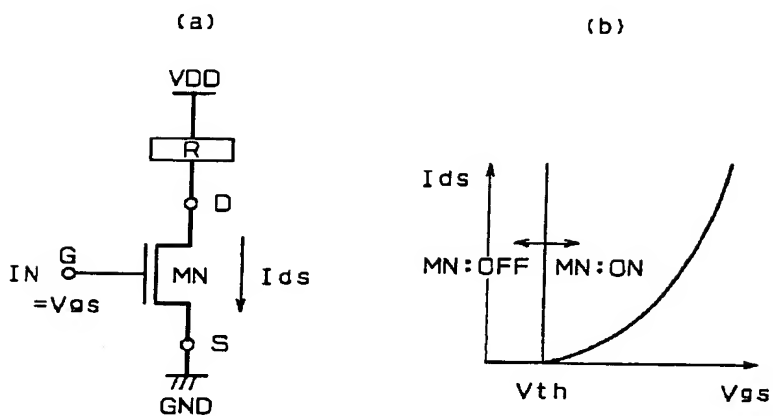 (a)
VDD
R
D
G
IN
MN
Ids
=Vgs
S
GND
(b)
Ids
MN:OFF
MN:ON
Vth
Vgs